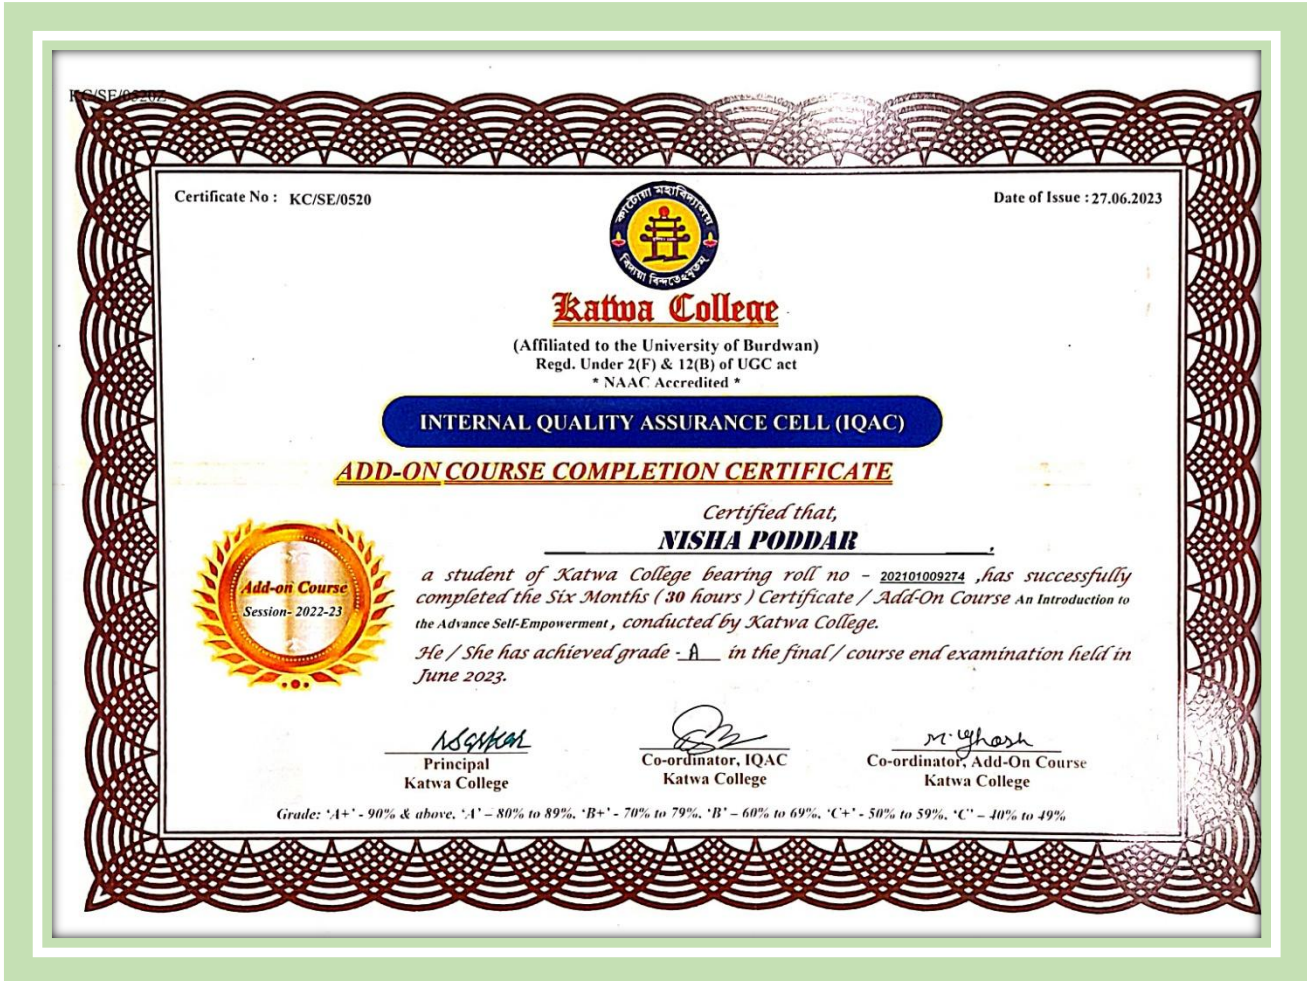 KC/SE/0520Z
Certificate No : KC/SE/0520
Date of Issue : 27.06.2023
কাটোয়া মহাবিদ্যালয়
Katwa College
(Affiliated to the University of Burdwan)
Regd. Under 2(F) & 12(B) of UGC act
* NAAC Accredited *
INTERNAL QUALITY ASSURANCE CELL (IQAC)
ADD-ON COURSE COMPLETION CERTIFICATE
Certified that,
NISHA PODDAR
a student of Katwa College bearing roll no - 202101009274 ,has successfully
completed the Six Months ( 30 hours ) Certificate / Add-On Course An Introduction to
the Advance Self-Empowerment , conducted by Katwa College.
He / She has achieved grade - A in the final / course end examination held in
June 2023.
Add-on Course
Session- 2022-23
Principal
Katwa College
Co-ordinator, IQAC
Katwa College
M. Ghosh
Co-ordinator, Add-On Course
Katwa College
Grade: 'A+' - 90% & above, 'A' – 80% to 89%, 'B+' - 70% to 79%, 'B' – 60% to 69%, 'C+' - 50% to 59%, 'C' – 40% to 49%